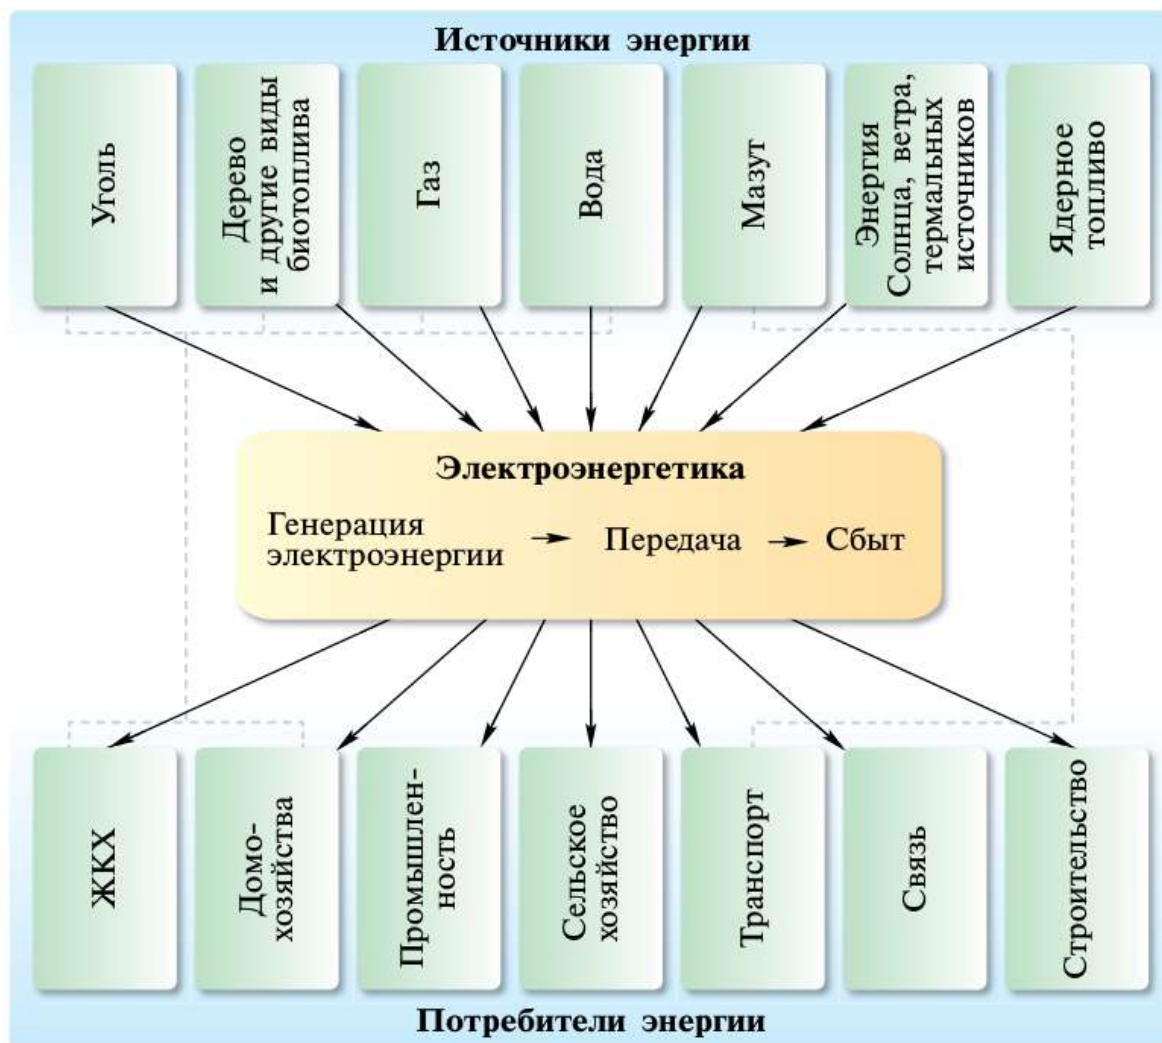 Источники энергии
Уголь
Дерево
и другие виды
биотоплива
Газ
Вода
Мазут
Энергия
Солнца, ветра,
термальных
источников
Ядерное
топливо
Электроэнергетика
Генерация
электроэнергии
Передача
Сбыт
ЖКХ
Домо-
хозяйства
Промышлен-
ность
Сельское
хозяйство
Транспорт
Связь
Строительство
Потребители энергии